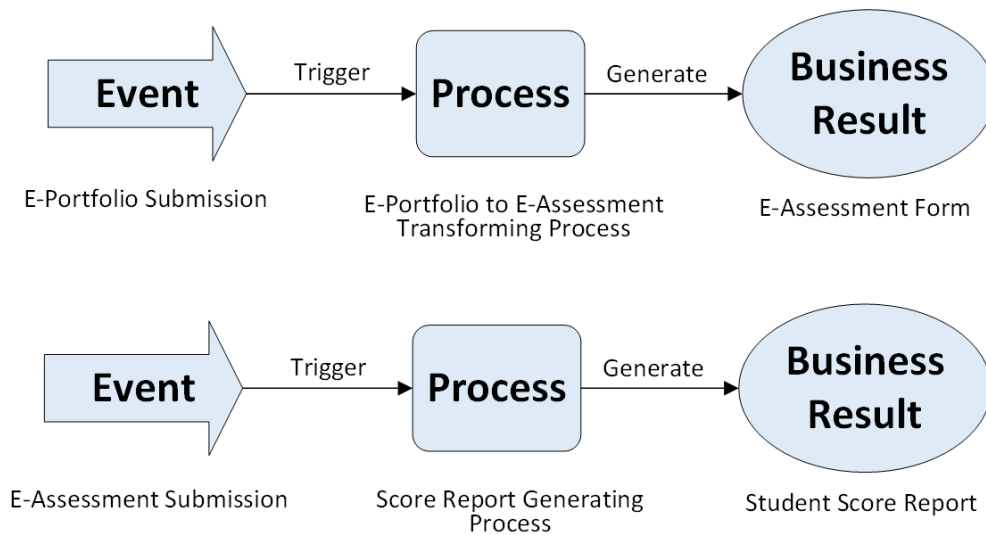 Event
Trigger
Process
Generate
Business
Result
E-Portfolio Submission
E-Portfolio to E-Assessment
Transforming Process
E-Assessment Form
Event
Trigger
Process
Generate
Business
Result
E-Assessment Submission
Score Report Generating
Process
Student Score Report